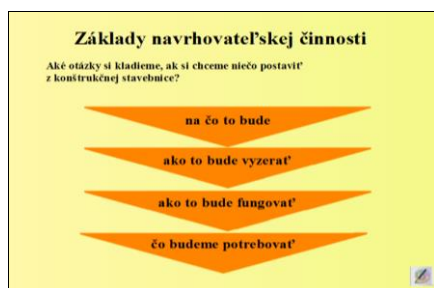 Základy navrhovateľskej činnosti
Aké otázky si kladieme, ak si chceme niečo postaviť
z konštrukčnej stavebnice?
na čo to bude
ako to bude vyzerať
ako to bude fungovať
čo budeme potrebovať